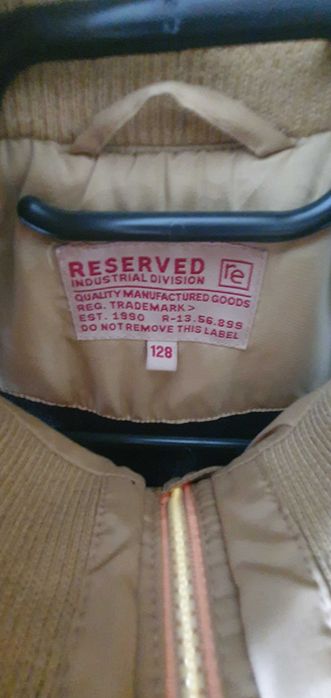 RESERVED
re
INDUSTRIAL DIVISION
QUALITY MANUFACTURED GOODS
REG. TRADEMARK>
EST. 1990 R-13.56.899
DO NOT REMOVE THIS LABEL
128